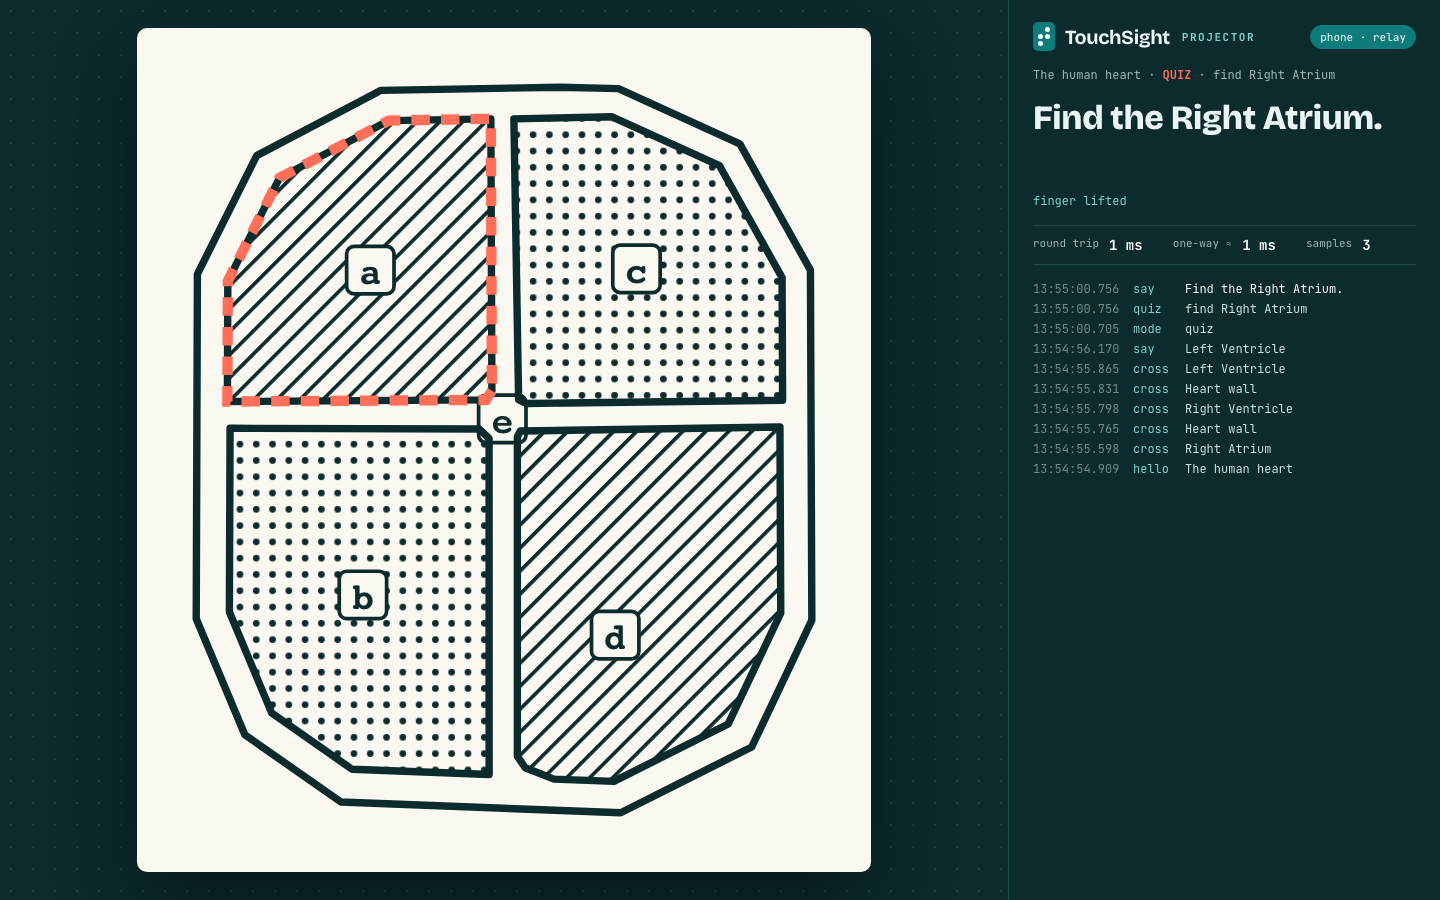 a
c
e
b
d
TouchSight PROJECTOR phone · relay
The human heart · QUIZ · find Right Atrium
Find the Right Atrium.
finger lifted
round trip 1 ms one-way ≈ 1 ms samples 3
13:55:00.756 say Find the Right Atrium.
13:55:00.756 quiz find Right Atrium
13:55:00.705 mode quiz
13:54:56.170 say Left Ventricle
13:54:55.865 cross Left Ventricle
13:54:55.831 cross Heart wall
13:54:55.798 cross Right Ventricle
13:54:55.765 cross Heart wall
13:54:55.598 cross Right Atrium
13:54:54.909 hello The human heart